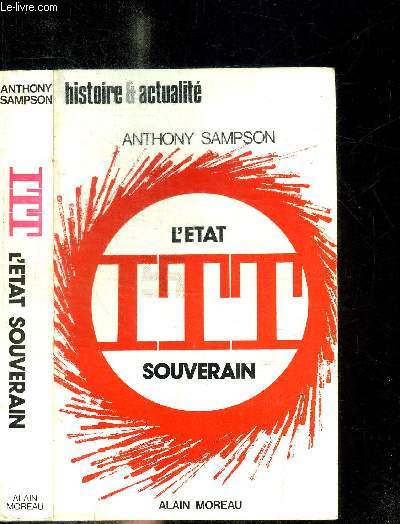 Le-livre.com
ANTHONY
SAMPSON
ITT
L'ETAT SOUVERAIN
ALAIN
MOREAU
histoire & actualité
ANTHONY SAMPSON
L'ETAT
ITT
SOUVERAIN
ALAIN MOREAU